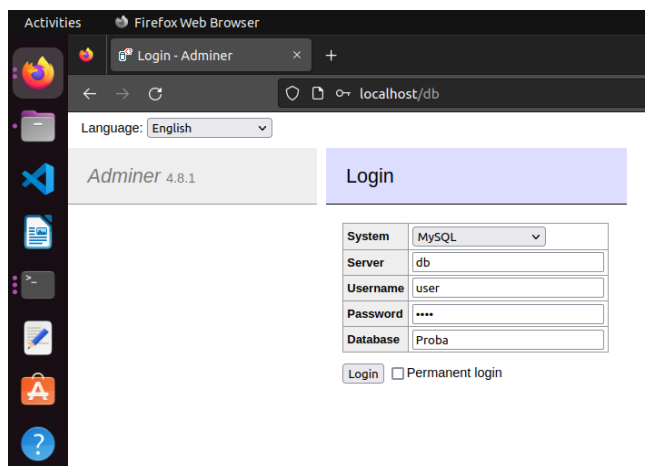 Activities Firefox Web Browser
Login - Adminer × +
localhost/db
Language: English
Adminer 4.8.1
Login
System MySQL
Server db
Username user
Password ••••
Database Proba
Login Permanent login